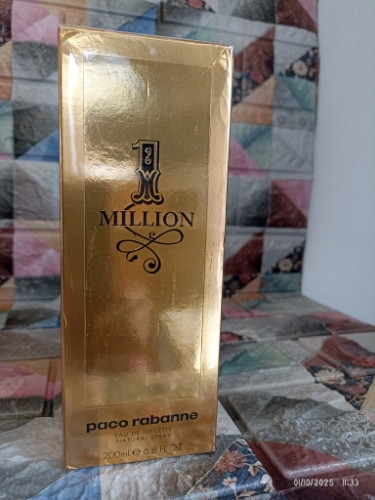 1
MILLION
paco rabanne
EAU DE TOILETTE
NATURAL SPRAY
200ml e 6.8 FL.OZ
01/10/2025 11:33